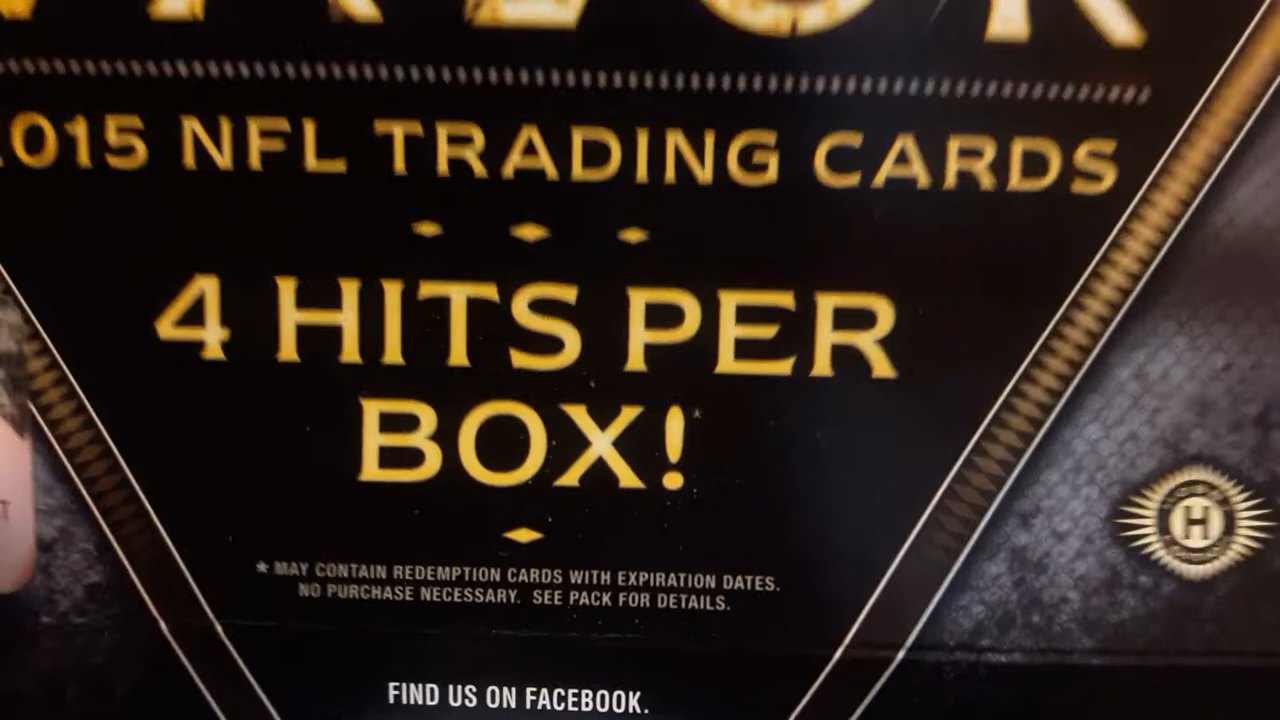 2015 NFL TRADING CARDS
4 HITS PER
BOX!*
* MAY CONTAIN REDEMPTION CARDS WITH EXPIRATION DATES.
NO PURCHASE NECESSARY. SEE PACK FOR DETAILS.
H
FIND US ON FACEBOOK.